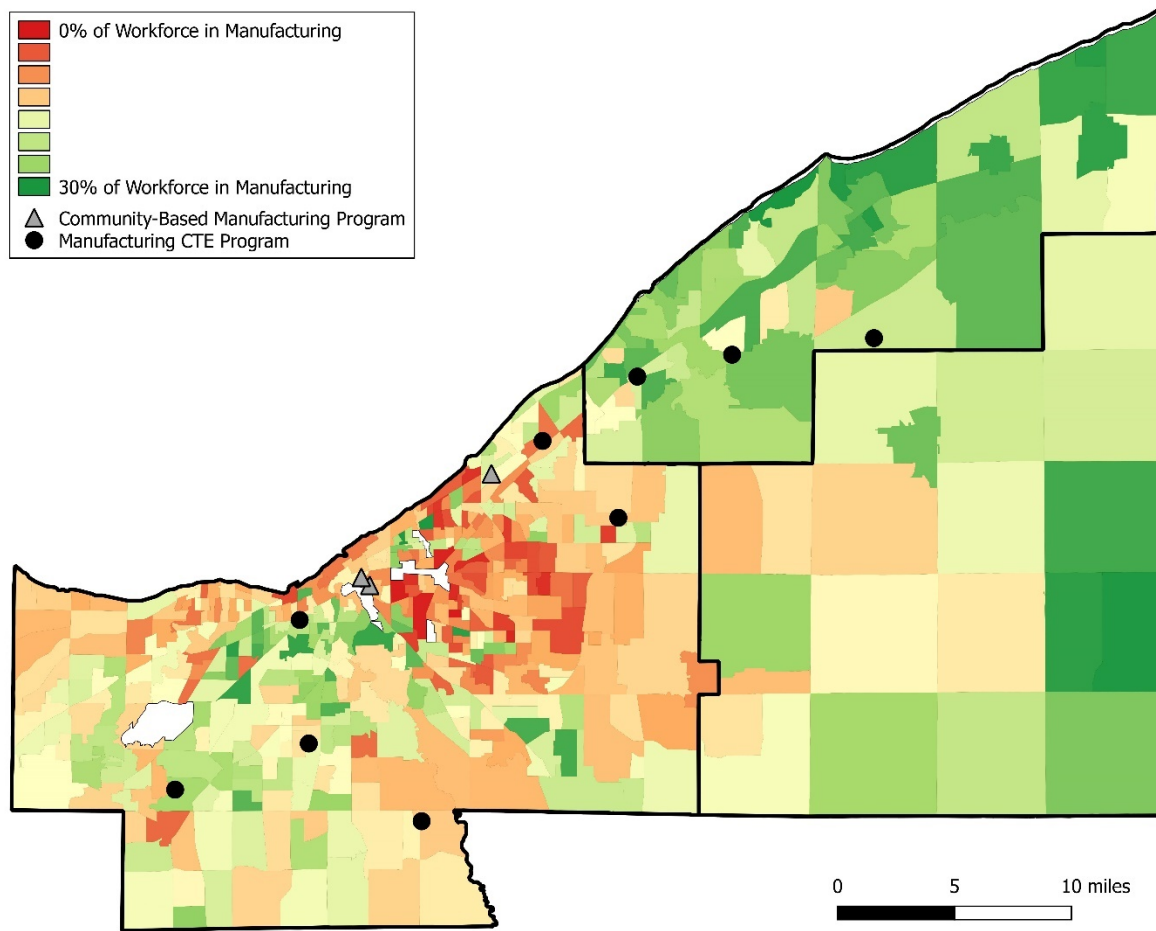 0% of Workforce in Manufacturing
30% of Workforce in Manufacturing
Community-Based Manufacturing Program
Manufacturing CTE Program
0 5 10 miles